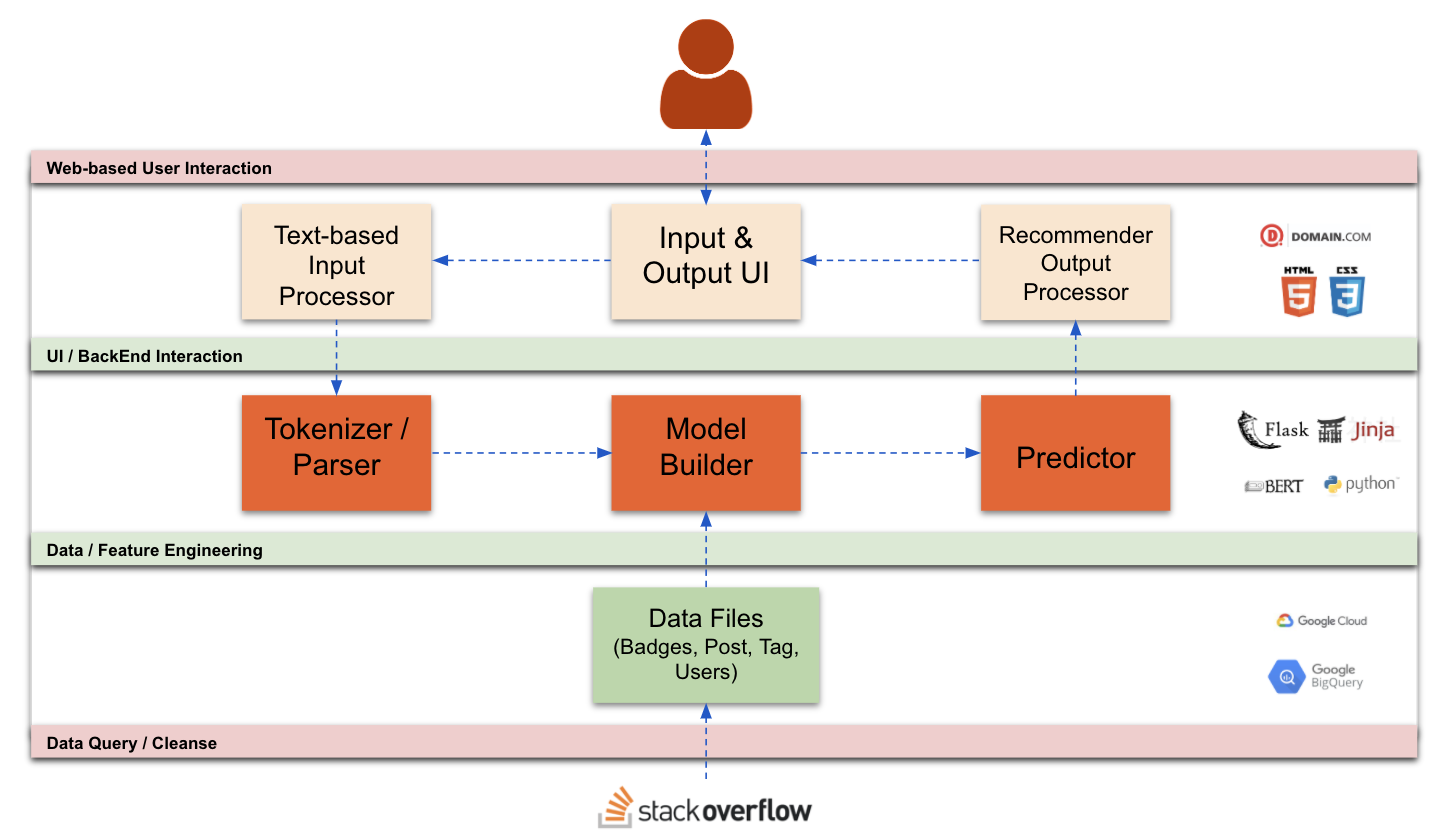 Web-based User Interaction
Text-based
Input
Processor
Input &
Output UI
Recommender
Output
Processor
D DOMAIN.COM
HTML
5
CSS
3
UI / BackEnd Interaction
Tokenizer /
Parser
Model
Builder
Predictor
Flask
Jinja
BERT
python™
Data / Feature Engineering
Data Files
(Badges, Post, Tag,
Users)
Google Cloud
Google
BigQuery
Data Query / Cleanse
stackoverflow